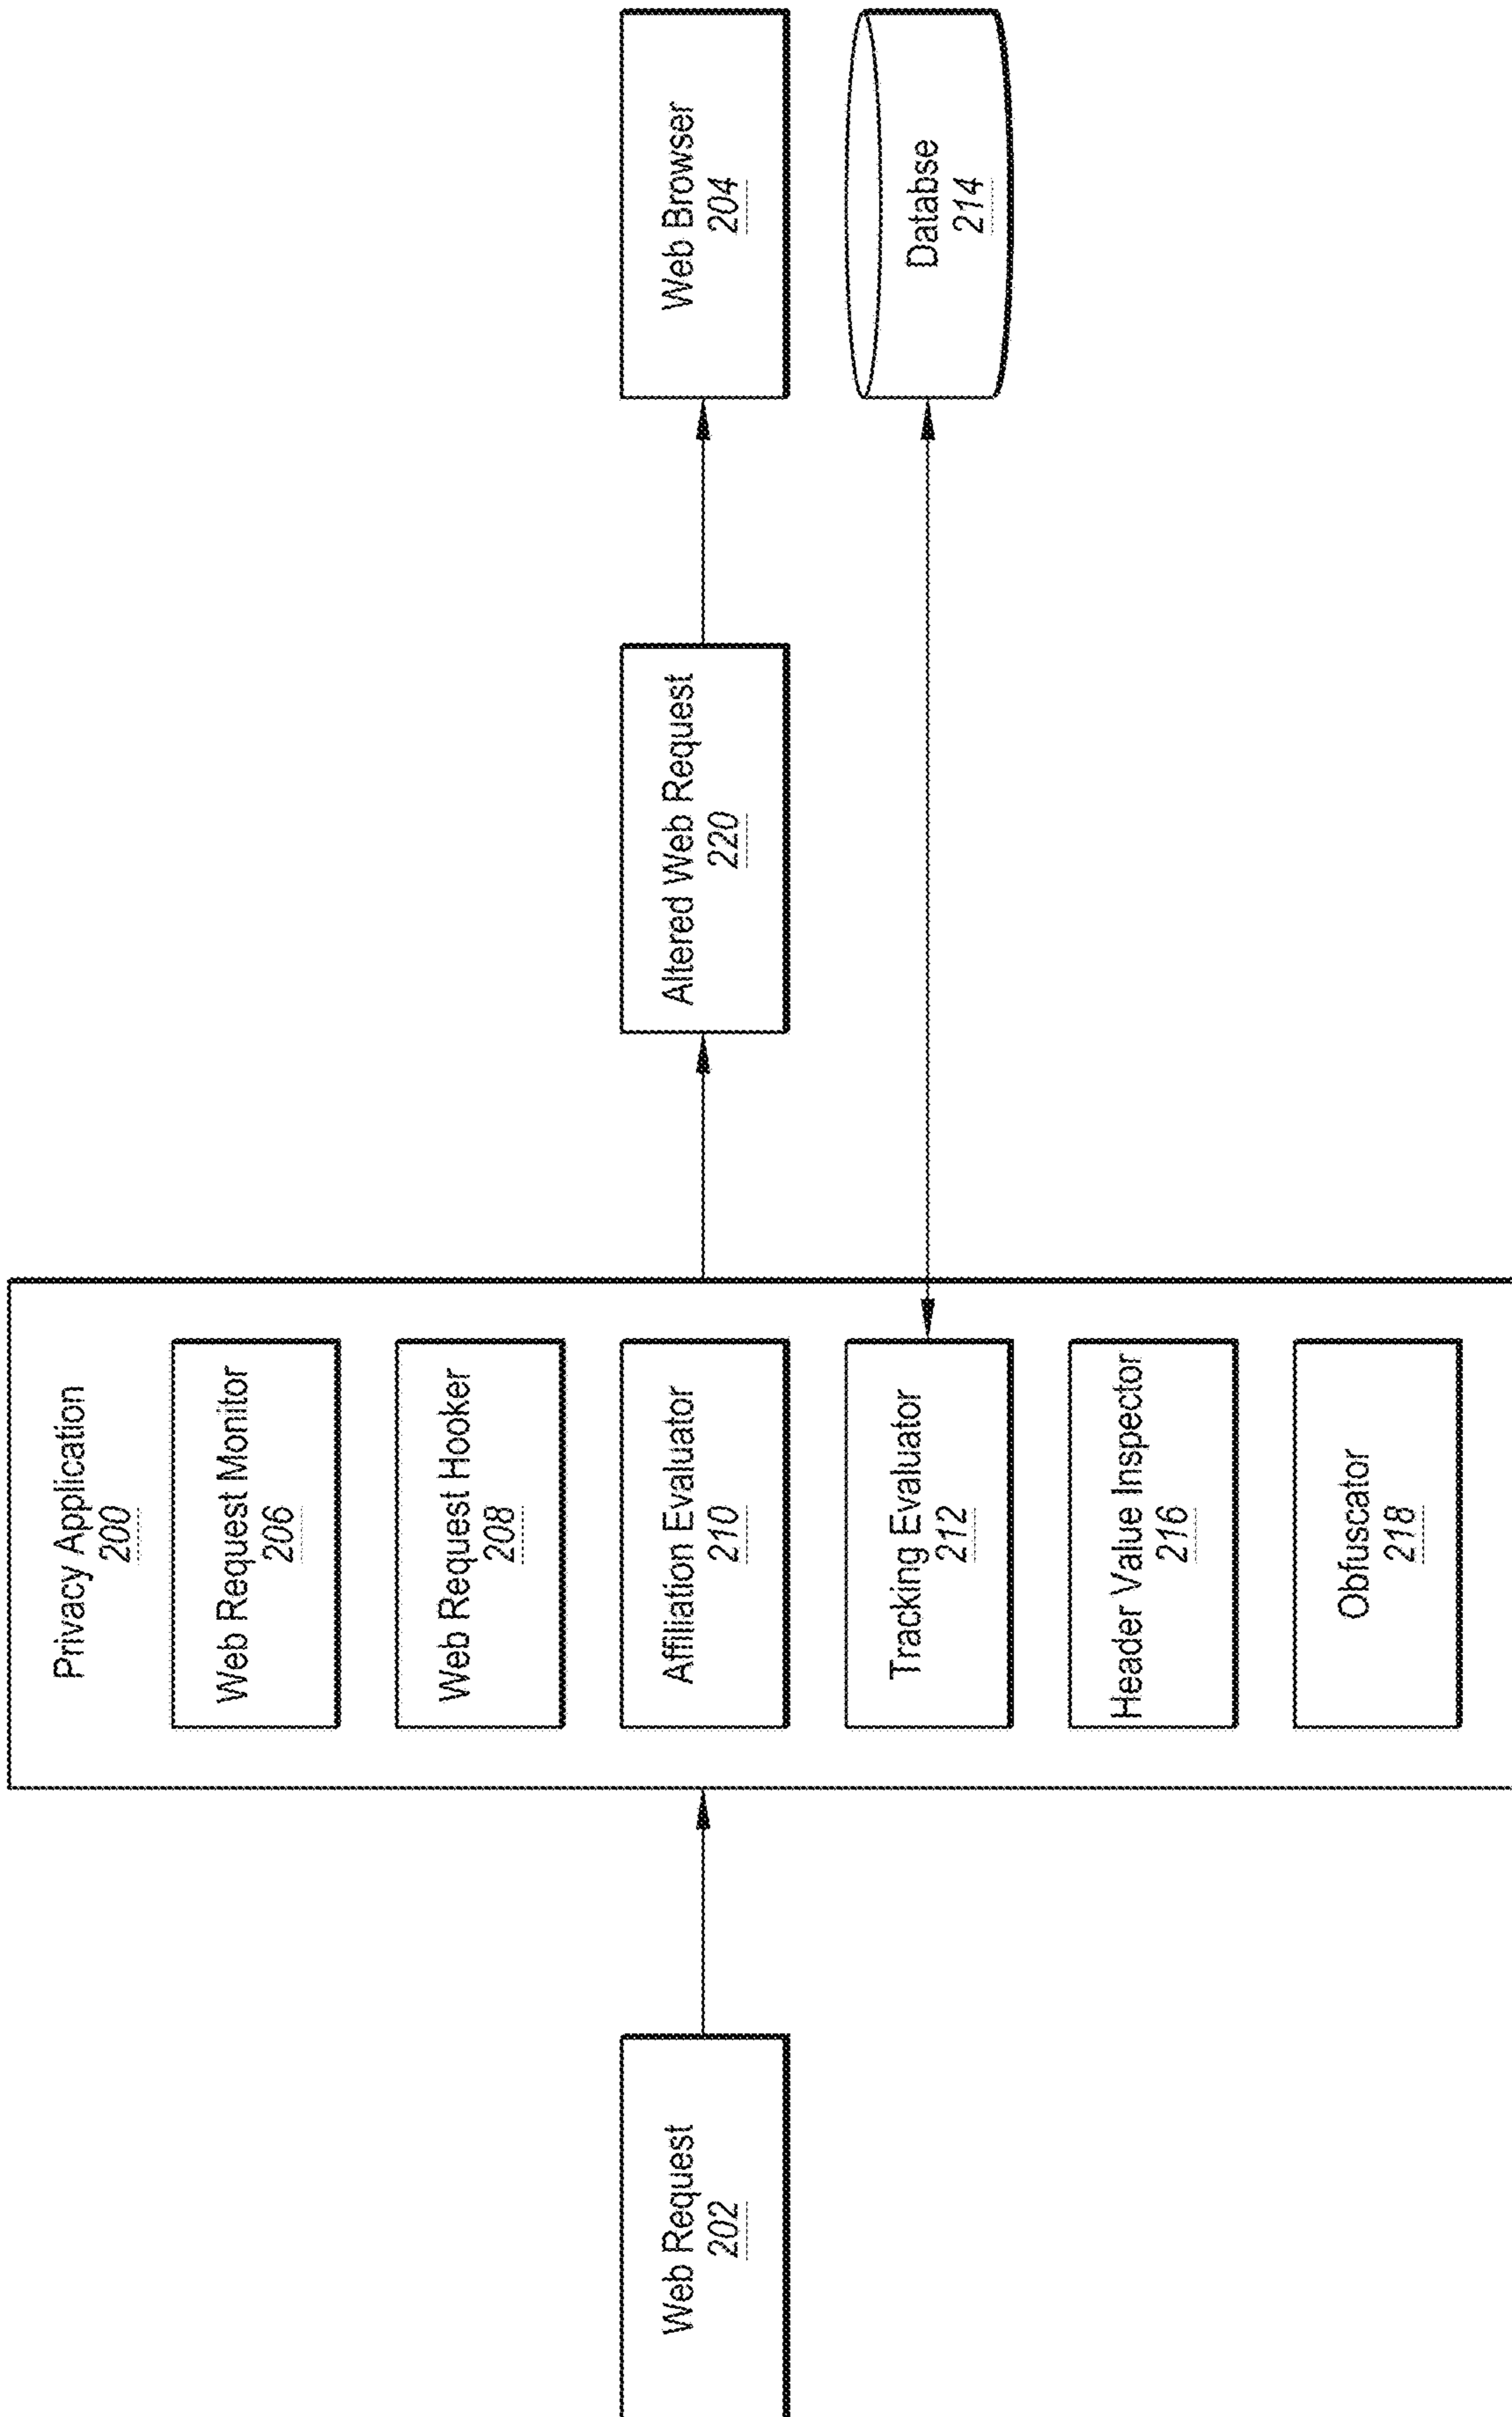 Web Request
202
Privacy Application
200
Web Request Monitor
206
Web Request Hooker
208
Affiliation Evaluator
210
Tracking Evaluator
212
Header Value Inspector
216
Obfuscator
218
Altered Web Request
220
Web Browser
204
Databse
214